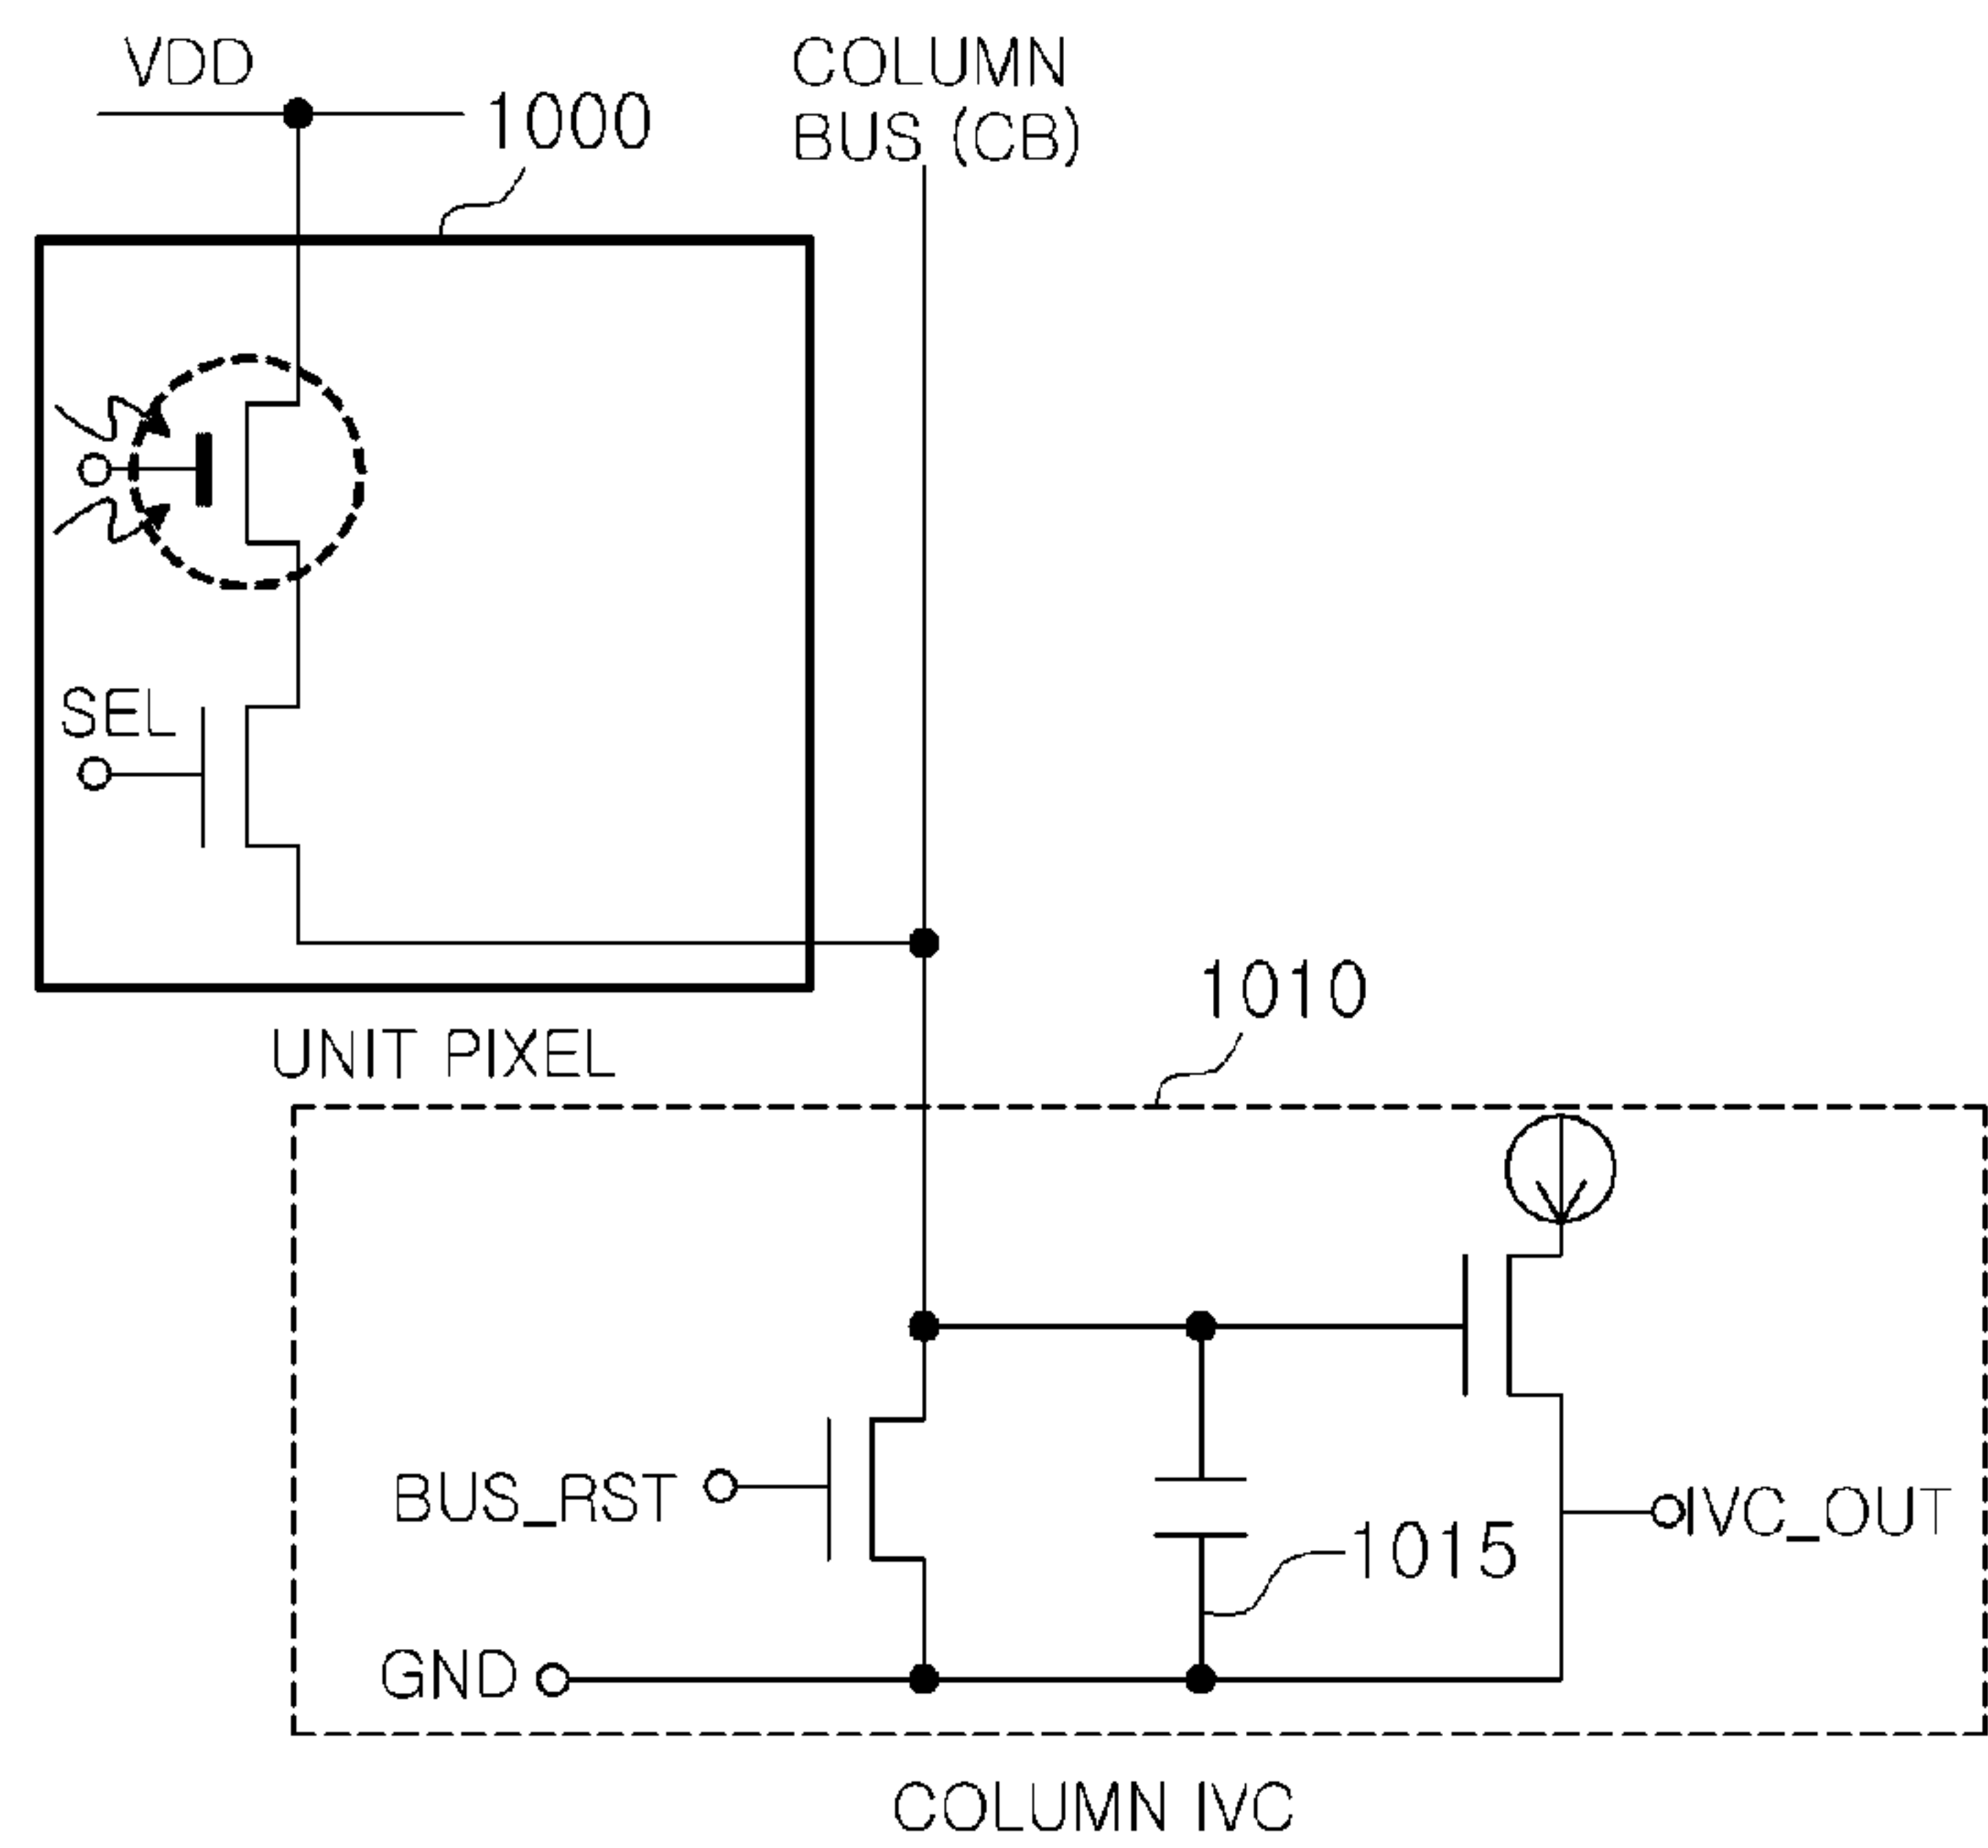 VDD
COLUMN
BUS (CB)
1000
SEL
UNIT PIXEL
1010
BUS_RST
IVC_OUT
1015
GND
COLUMN IVC